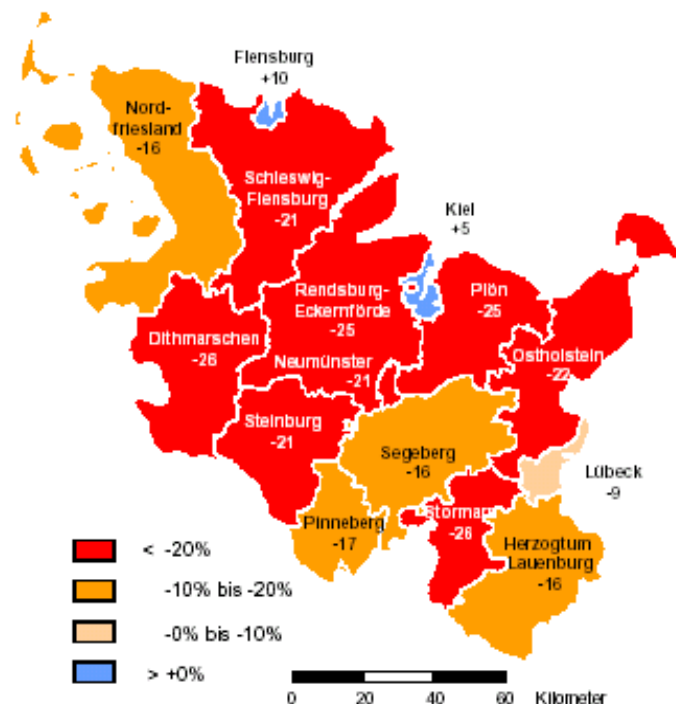 Flensburg
+10
Nord-
friesland
-16
Schleswig-
Flensburg
-21
Kiel
+5
Rendsburg-
Eckernförde
-25
Plön
-25
Dithmarschen
-26
Neumünster
-21
Ostholstein
-22
Steinburg
-21
Segeberg
-16
Lübeck
-9
Pinneberg
-17
Stormarn
-26
Herzogtum
Lauenburg
-16
< -20%
-10% bis -20%
-0% bis -10%
> +0%
0 20 40 60 Kilometer